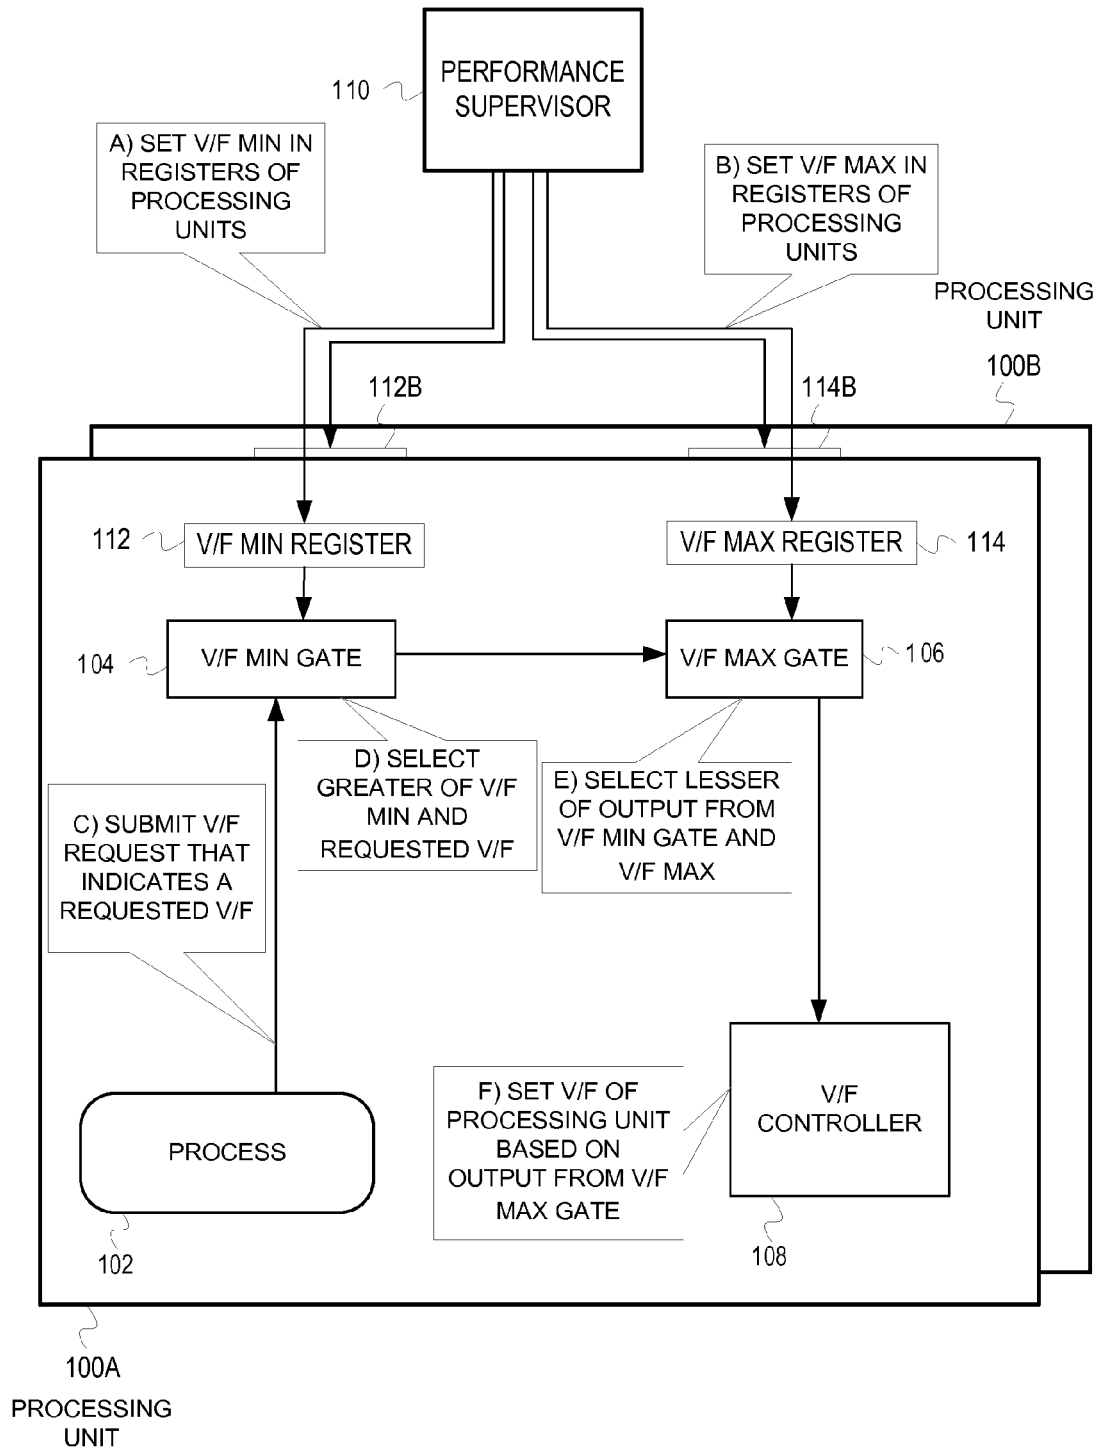 PERFORMANCE
SUPERVISOR
110
A) SET V/F MIN IN
REGISTERS OF
PROCESSING
UNITS
B) SET V/F MAX IN
REGISTERS OF
PROCESSING
UNITS
PROCESSING
UNIT
100B
112B
114B
112
V/F MIN REGISTER
V/F MAX REGISTER
114
104
V/F MIN GATE
V/F MAX GATE
106
D) SELECT
GREATER OF V/F
MIN AND
REQUESTED V/F
E) SELECT LESSER
OF OUTPUT FROM
V/F MIN GATE AND
V/F MAX
C) SUBMIT V/F
REQUEST THAT
INDICATES A
REQUESTED V/F
F) SET V/F OF
PROCESSING UNIT
BASED ON
OUTPUT FROM V/F
MAX GATE
V/F
CONTROLLER
PROCESS
102
108
100A
PROCESSING
UNIT